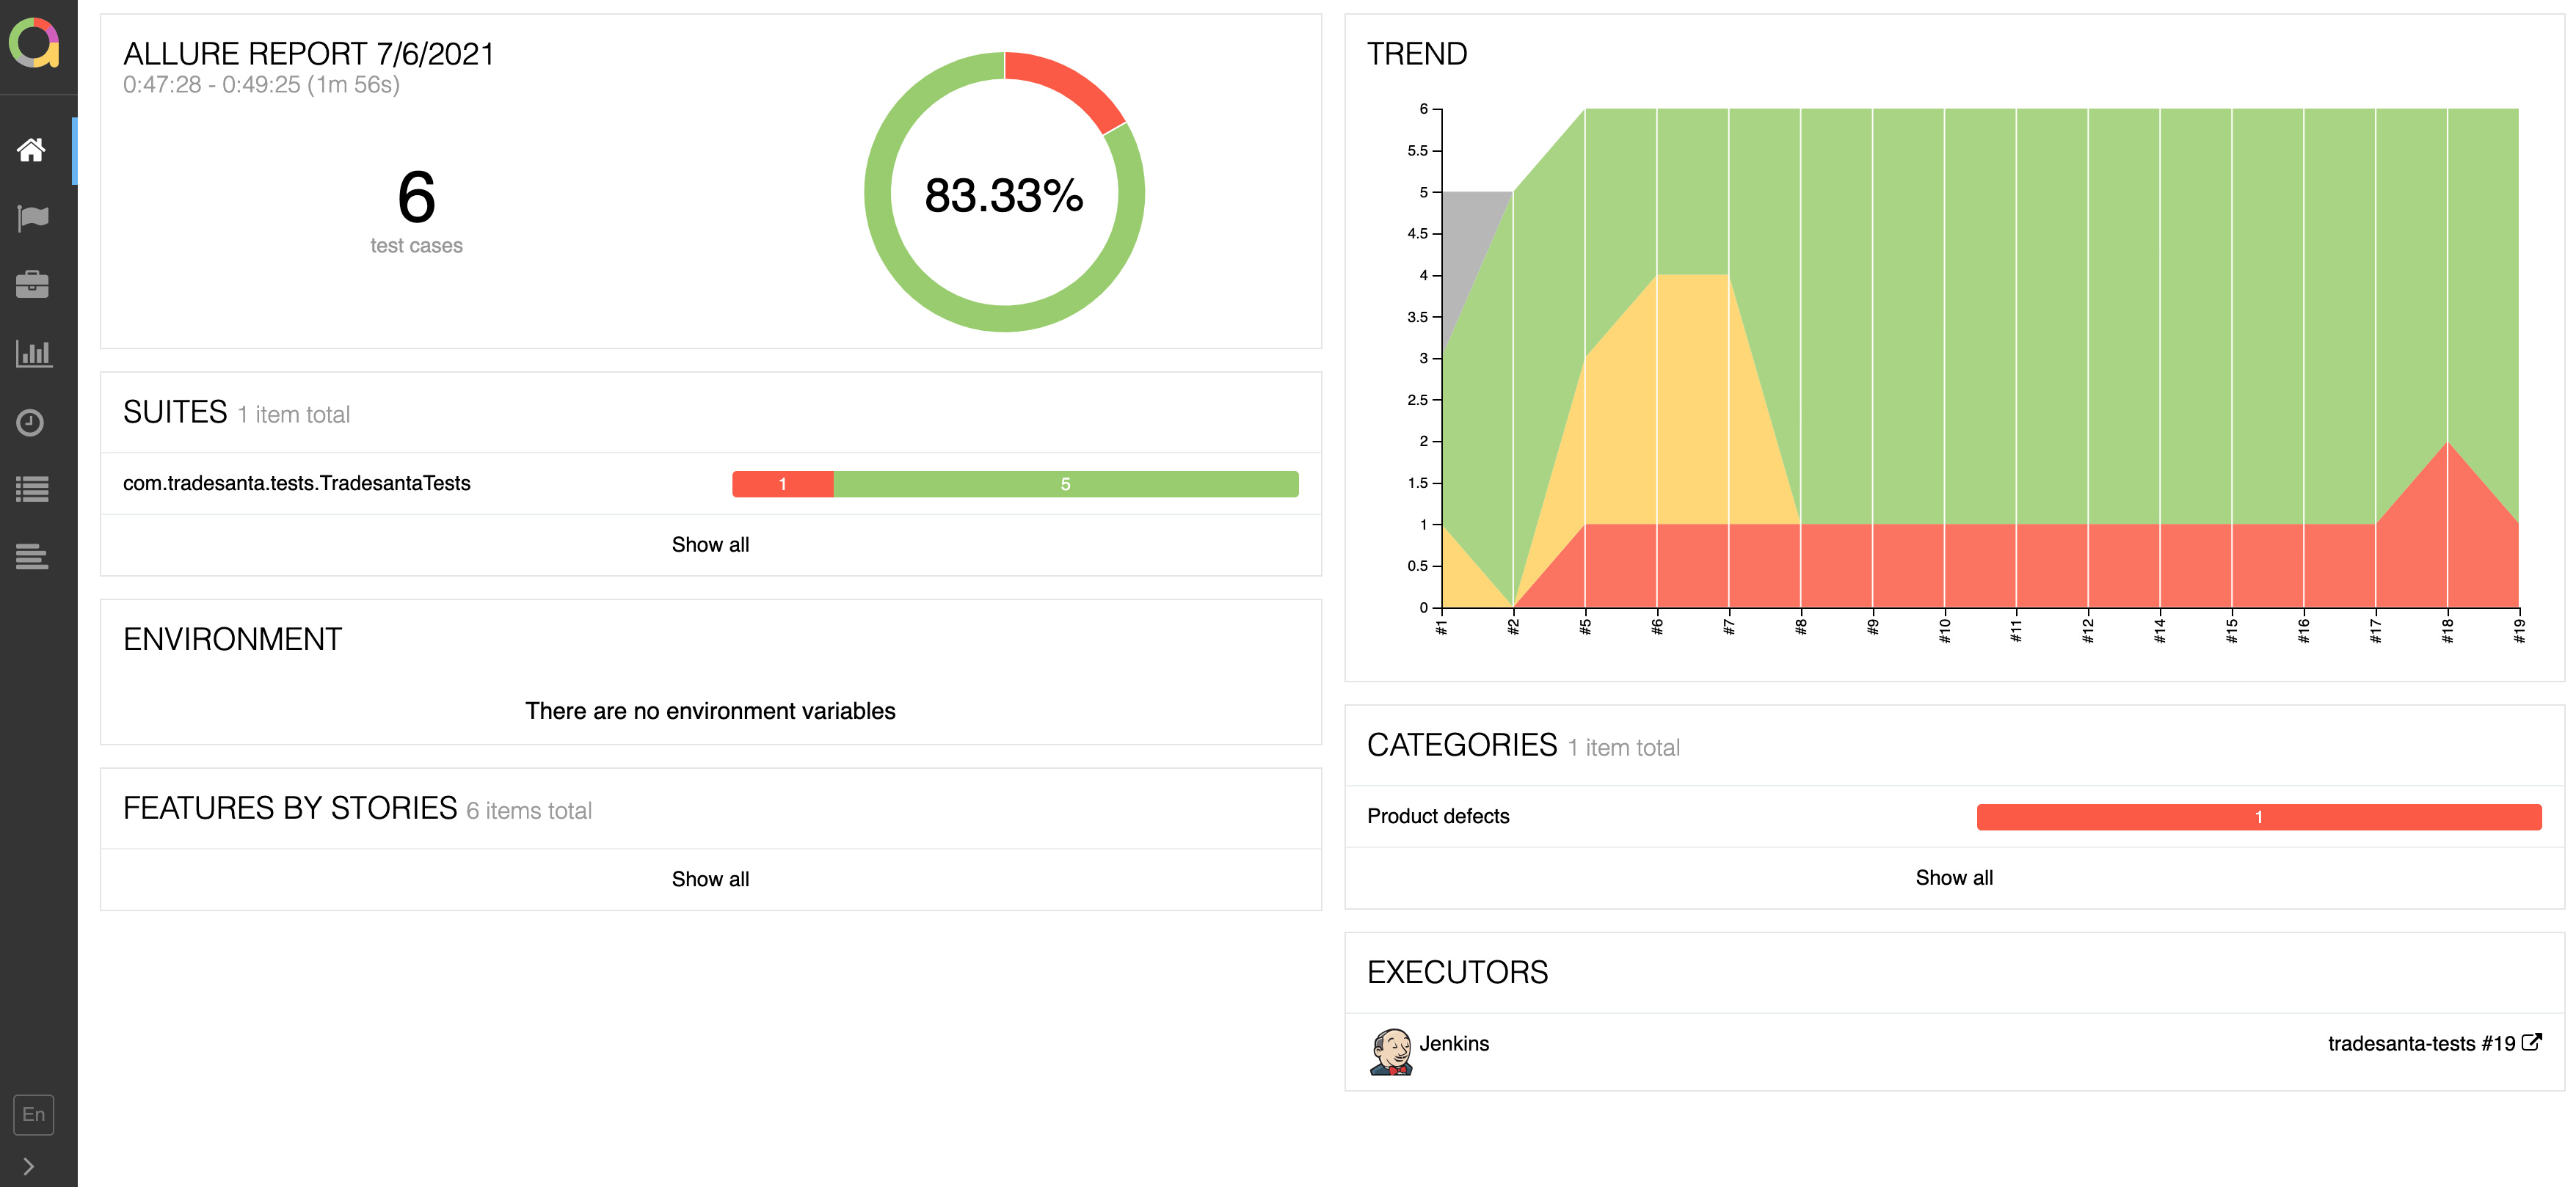 ALLURE REPORT 7/6/2021
0:47:28 - 0:49:25 (1m 56s)
6
test cases
83.33%
SUITES 1 item total
com.tradesanta.tests.TradesantaTests 1 5
Show all
ENVIRONMENT
There are no environment variables
FEATURES BY STORIES 6 items total
Show all
En
TREND
6
5.5
5
4.5
4
3.5
3
2.5
2
1.5
1
0.5
0
#1 #2 #5 #6 #7 #8 #9 #10 #11 #12 #14 #15 #16 #17 #18 #19
CATEGORIES 1 item total
Product defects 1
Show all
EXECUTORS
Jenkins tradesanta-tests #19